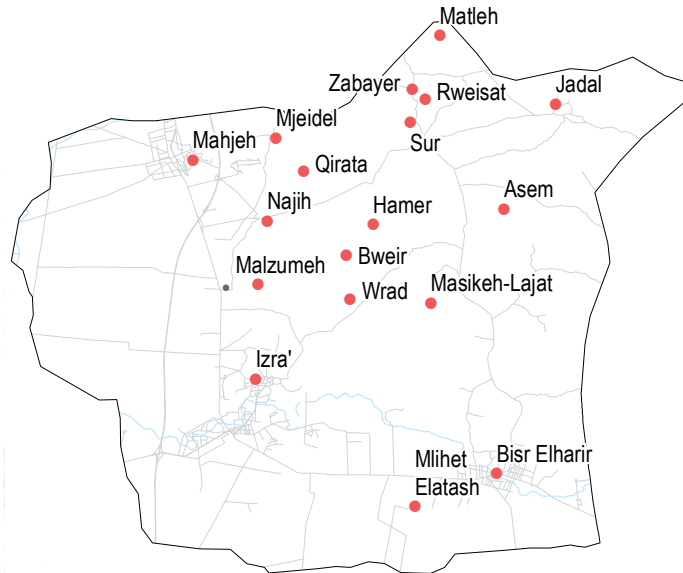 Matleh
Zabayer
Rweisat
Jadal
Mjeidel
Mahjeh
Sur
Qirata
Asem
Najih
Hamer
Bweir
Malzumeh
Wrad
Masikeh-Lajat
Izra'
Mlihet
Elatash
Bisr Elharir